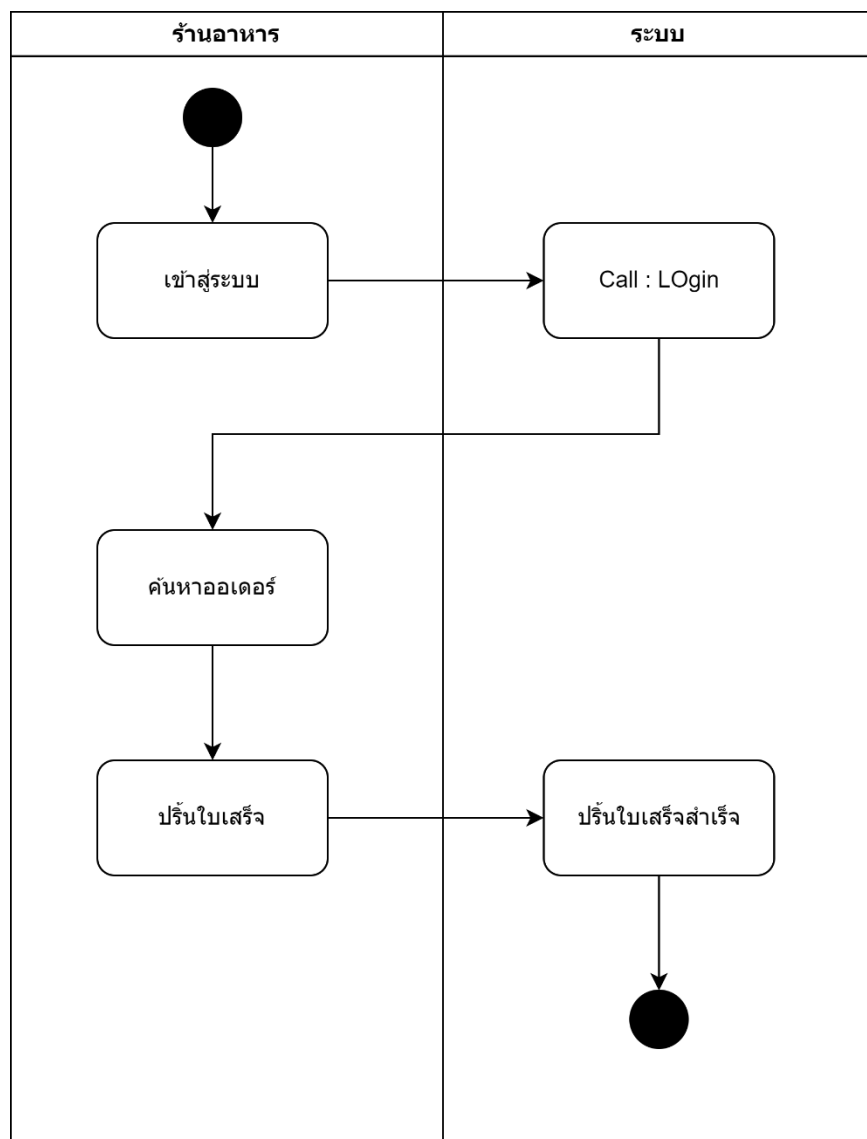 ร้านอาหาร
ระบบ
เข้าสู่ระบบ
Call : LOgin
ค้นหาออเดอร์
ปริ้นใบเสร็จ
ปริ้นใบเสร็จสำเร็จ